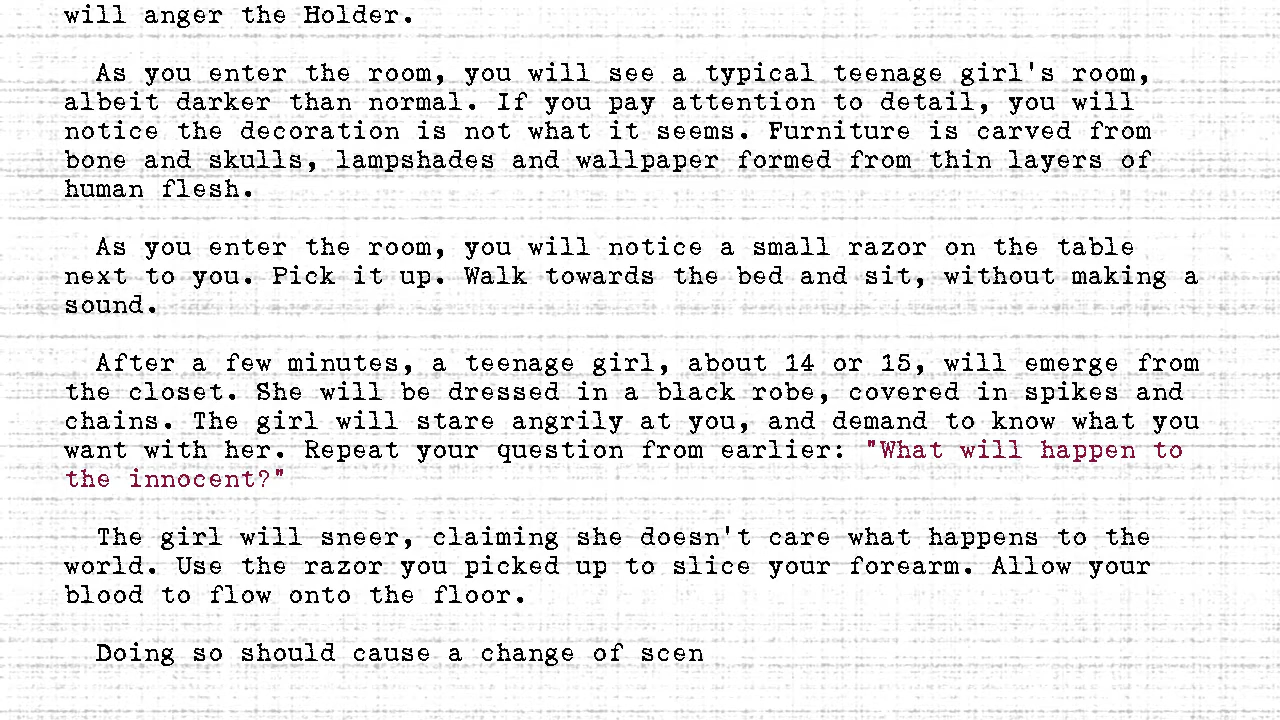 will anger the Holder.
As you enter the room, you will see a typical teenage girl's room,
albeit darker than normal. If you pay attention to detail, you will
notice the decoration is not what it seems. Furniture is carved from
bone and skulls, lampshades and wallpaper formed from thin layers of
human flesh.
As you enter the room, you will notice a small razor on the table
next to you. Pick it up. Walk towards the bed and sit, without making a
sound.
After a few minutes, a teenage girl, about 14 or 15, will emerge from
the closet. She will be dressed in a black robe, covered in spikes and
chains. The girl will stare angrily at you, and demand to know what you
want with her. Repeat your question from earlier: "What will happen to
the innocent?"
The girl will sneer, claiming she doesn't care what happens to the
world. Use the razor you picked up to slice your forearm. Allow your
blood to flow onto the floor.
Doing so should cause a change of scen